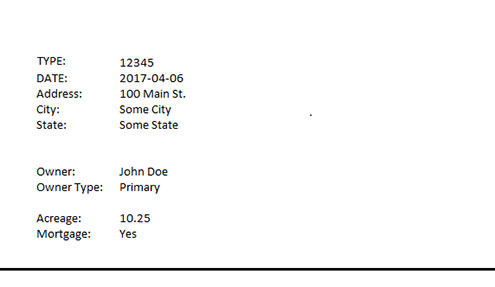 TYPE: 12345
DATE: 2017-04-06
Address: 100 Main St.
City: Some City
State: Some State
Owner: John Doe
Owner Type: Primary
Acreage: 10.25
Mortgage: Yes